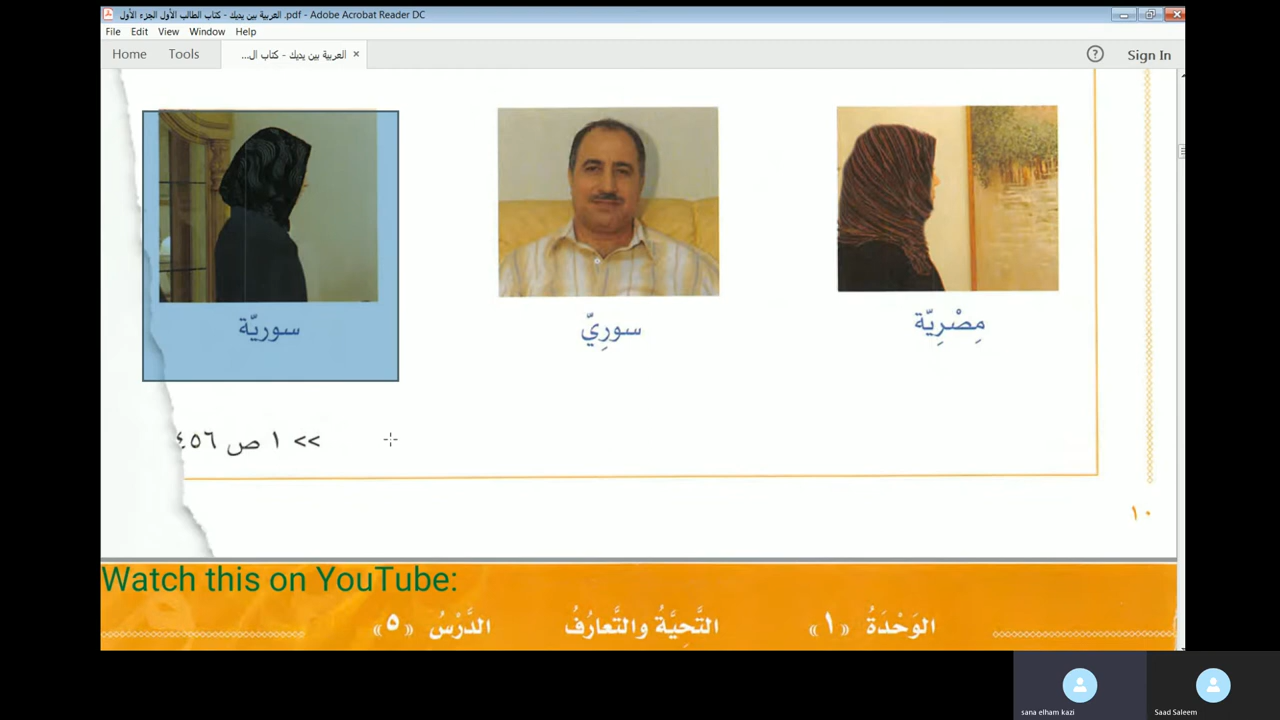 العربية بين يديك - كتاب الطالب الأول الجزء الأول .pdf - Adobe Acrobat Reader DC
File Edit View Window Help
Home Tools العربية بين يديك - كتاب ال... × ? Sign In
مِصْرِيّة سورِيّ سوريّة
>> ١ ص ٤٥٦
١٠
Watch this on YouTube:
الوَحْدَةُ «١» التَّحِيَّةُ والتَّعارُفُ الدَّرْسُ «٥»
sana elham kazi Saad Saleem